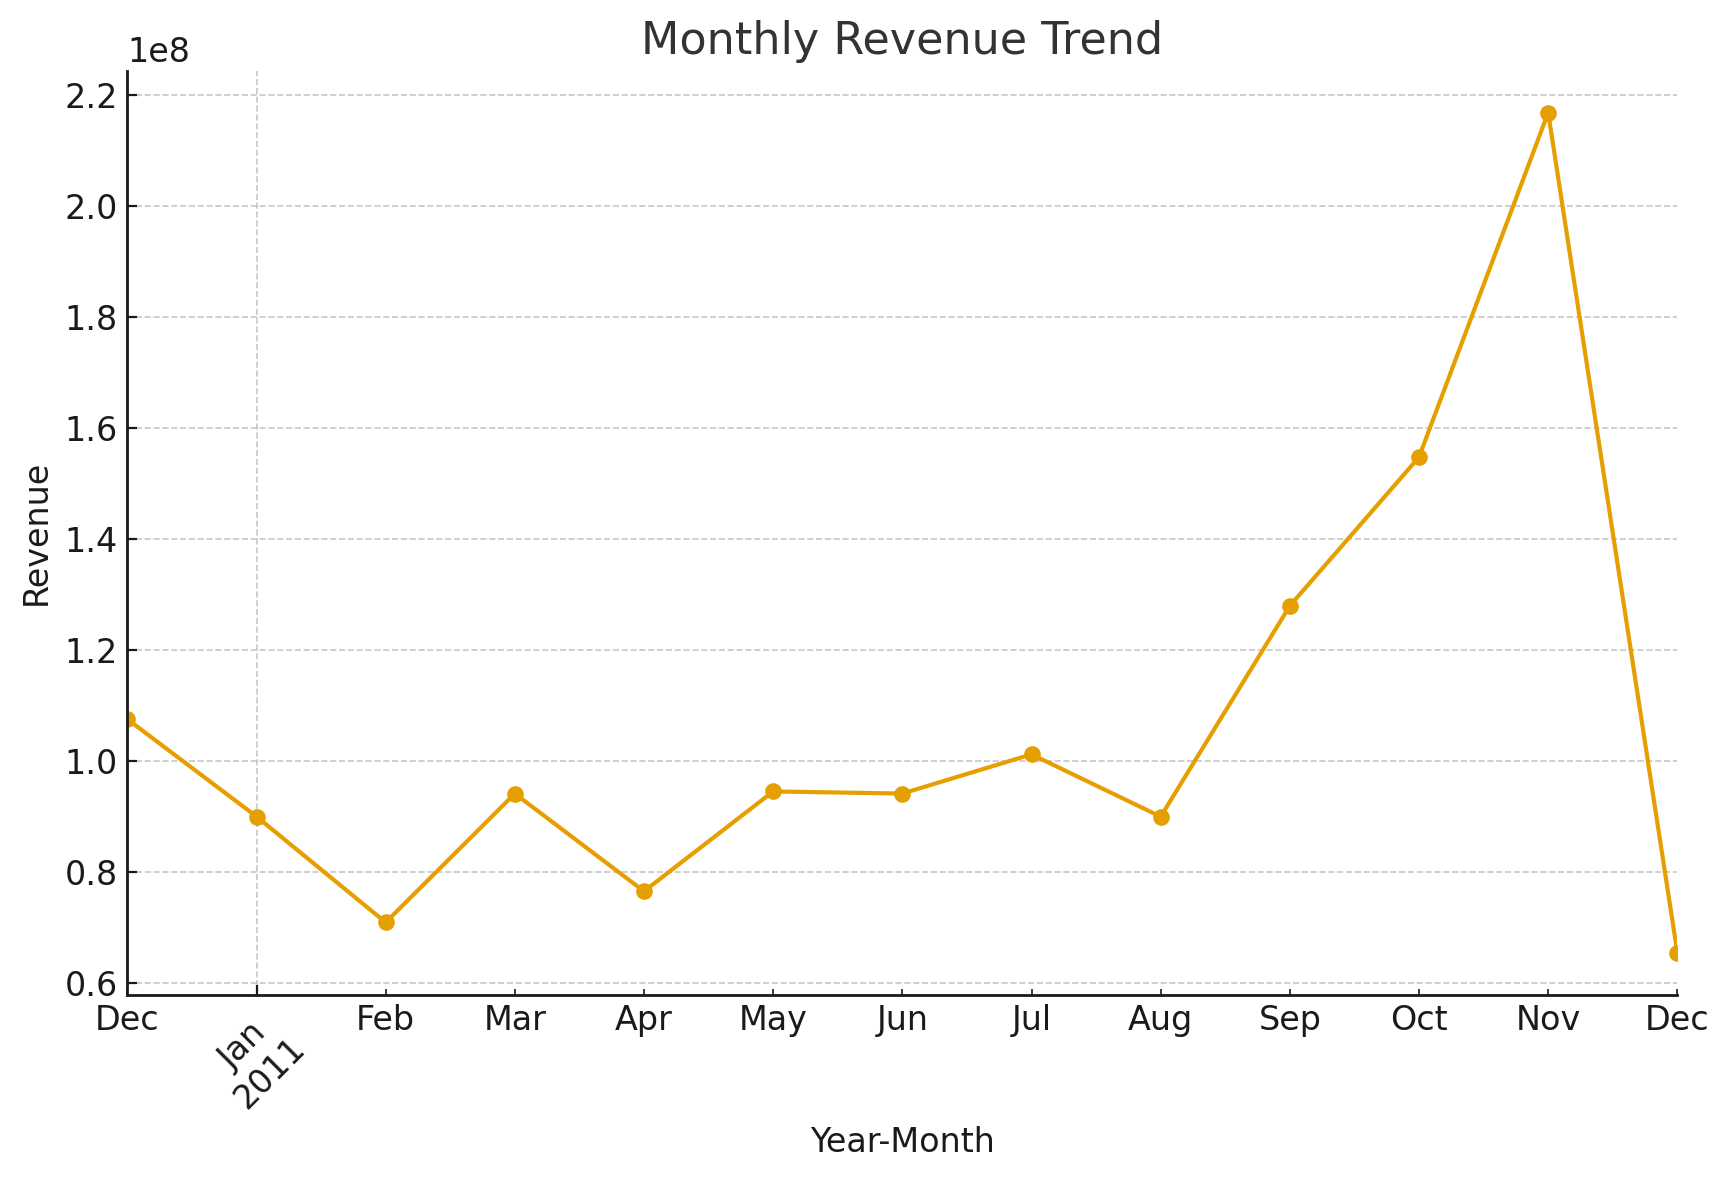 Monthly Revenue Trend
1e8
2.2
2.0
1.8
1.6
1.4
1.2
1.0
0.8
0.6
Revenue
Dec
Jan
2011
Feb
Mar
Apr
May
Jun
Jul
Aug
Sep
Oct
Nov
Dec
Year-Month